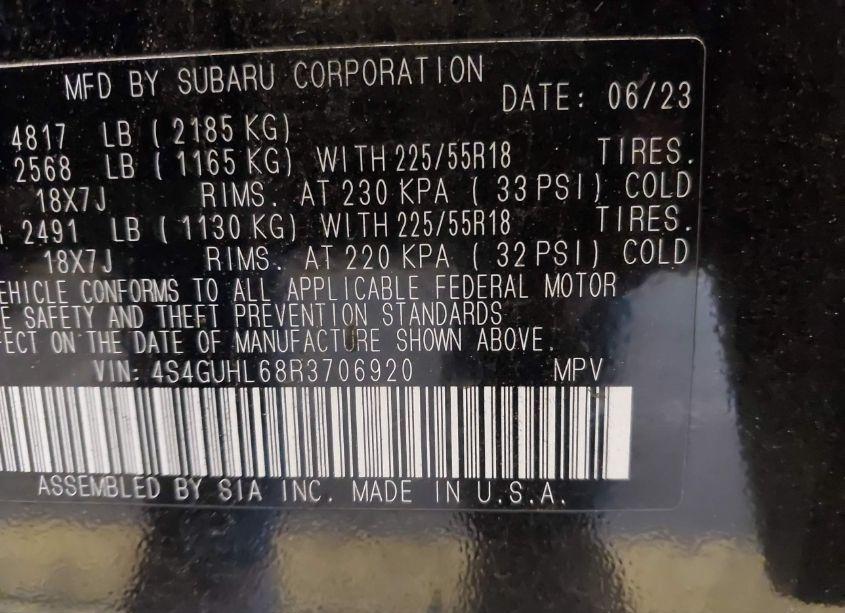 MFD BY SUBARU CORPORATION
DATE: 06/23
4817 LB ( 2185 KG)
2568 LB ( 1165 KG) WITH 225/55R18 TIRES.
18X7J RIMS. AT 230 KPA ( 33 PSI) COLD
R 2491 LB ( 1130 KG) WITH 225/55R18 TIRES.
18X7J RIMS. AT 220 KPA ( 32 PSI) COLD
EHICLE CONFORMS TO ALL APPLICABLE FEDERAL MOTOR
E SAFETY AND THEFT PREVENTION STANDARDS
FECT ON THE DATE OF MANUFACTURE SHOWN ABOVE.
VIN: 4S4GUHL68R3706920 MPV
ASSEMBLED BY SIA INC. MADE IN U.S.A.